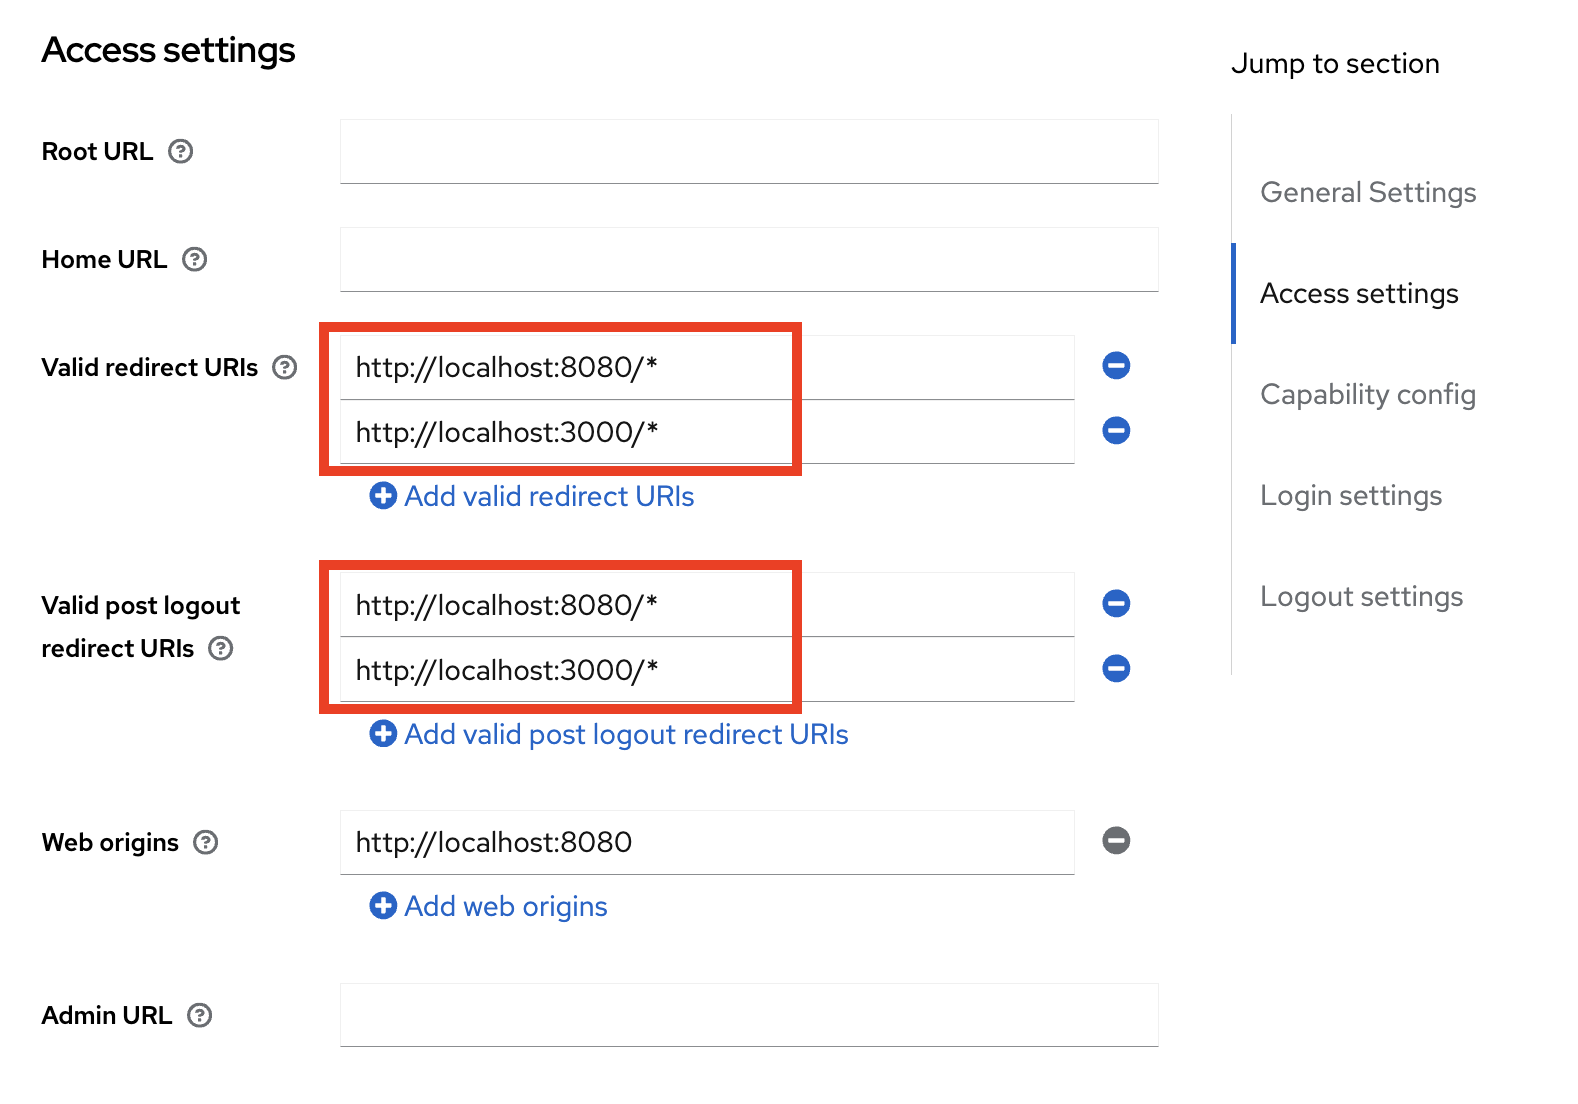 Access settings
Root URL
Home URL
Valid redirect URIs
http://localhost:8080/*
http://localhost:3000/*
Add valid redirect URIs
Valid post logout
redirect URIs
http://localhost:8080/*
http://localhost:3000/*
Add valid post logout redirect URIs
Web origins
http://localhost:8080
Add web origins
Admin URL
Jump to section
General Settings
Access settings
Capability config
Login settings
Logout settings